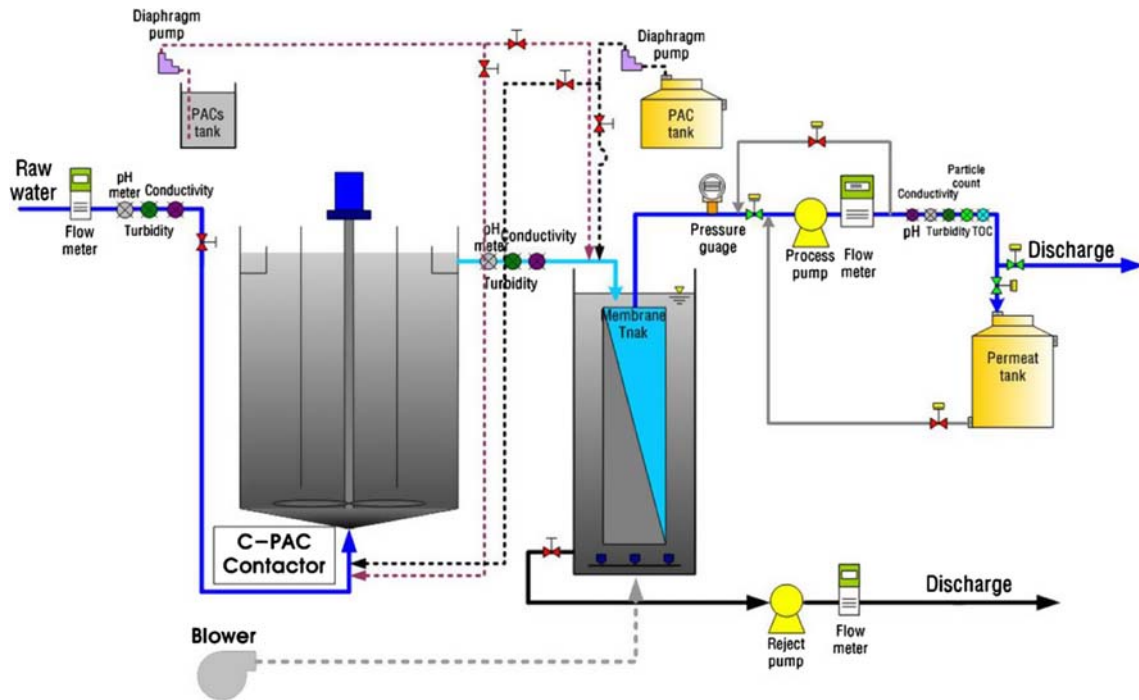 Diaphragm
pump
Diaphragm
pump
PACs
tank
PAC
tank
Raw
water
pH
meter
Conductivity
Flow
meter
Turbidity
pH
meter
Conductivity
Turbidity
Pressure
guage
Process
pump
Flow
meter
Particle
count
Conductivity
pH
Turbidity
TOC
Discharge
Membrane
Tnak
Permeat
tank
C-PAC
Contactor
Blower
Reject
pump
Flow
meter
Discharge